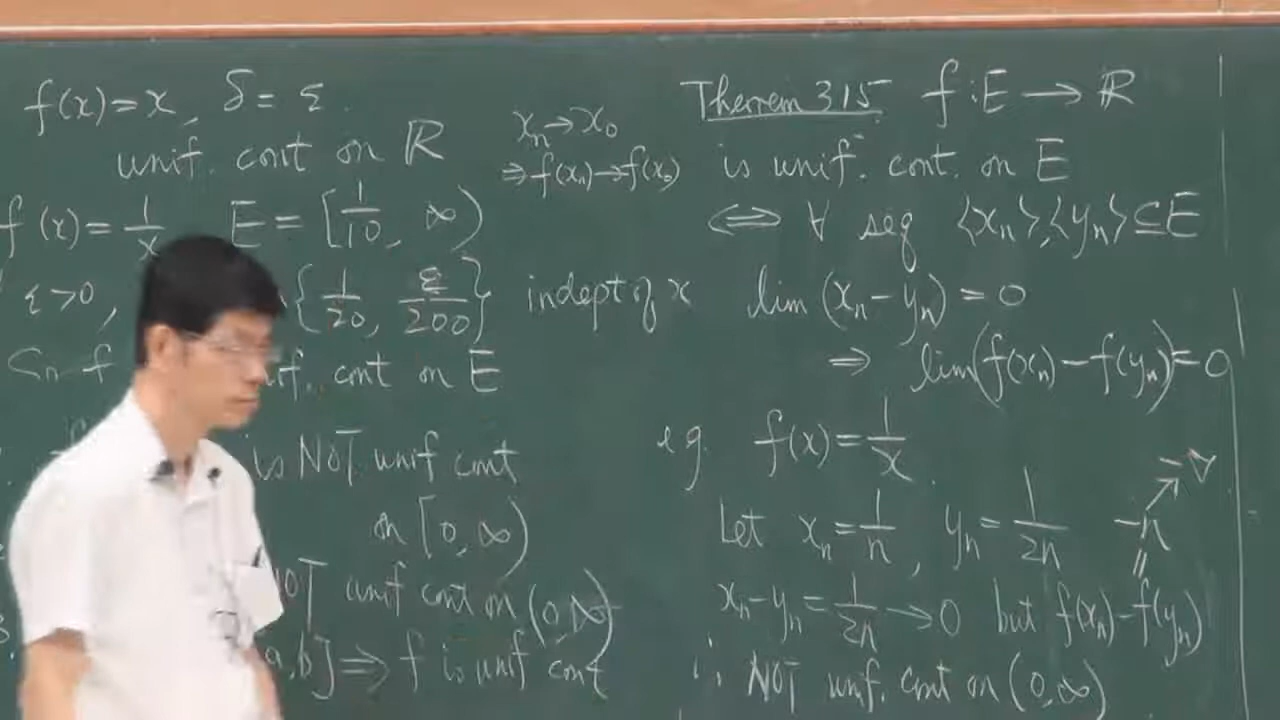 f(x)=x, δ=ε
unif. cont on ℝ
f(x)=1/x E=[1/10, ∞)
ε>0, {1/20, ε/200} indept of x
f unif. cont on E
is NOT unif cont
on [0,∞)
NOT unif cont on (0,∞)
a,b]⇒ f is unif cont
xₙ→x₀
⇒f(xₙ)→f(x₀)
Theorem 3.15 f:E→ℝ
is unif. cont. on E
⇔ ∀ seq ⟨xₙ⟩,⟨yₙ⟩⊆E
lim (xₙ−yₙ)=0
⇒ lim(f(xₙ)−f(yₙ))=0
e.g. f(x)=1/x
Let xₙ=1/n, yₙ=1/2n
−n
=
xₙ−yₙ=1/2n→0 but f(xₙ)−f(yₙ)
∴ NOT unif. cont on (0,∞)